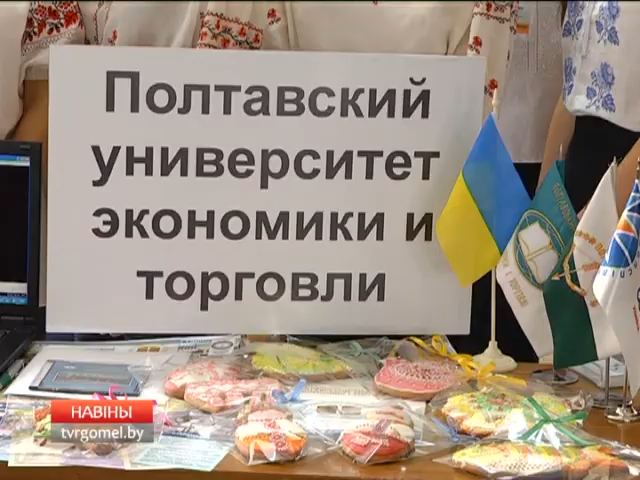 Полтавский
университет
экономики и
торговли
НАВІНЫ
tvrgomel.by